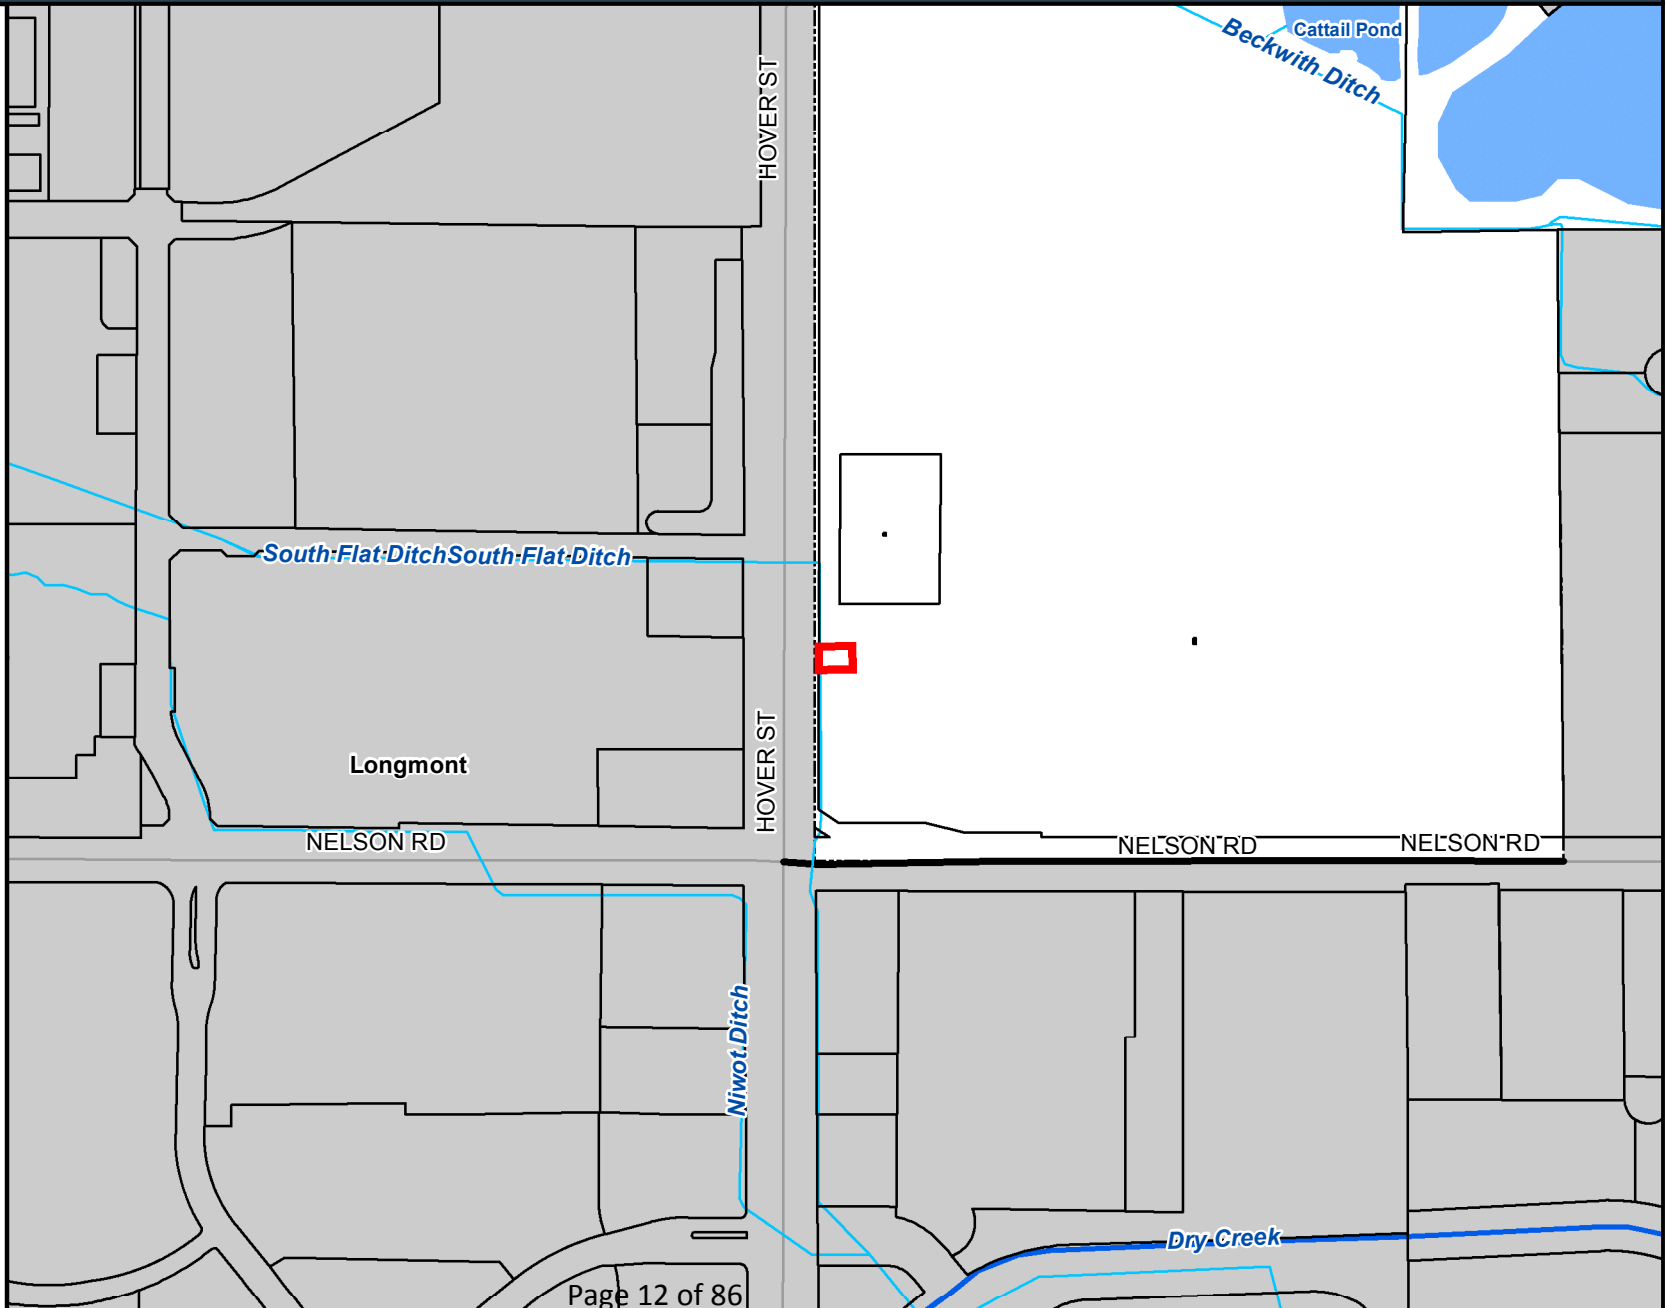 Cattail Pond
Beckwith Ditch
HOVER ST
South Flat Ditch South Flat Ditch
HOVER ST
Longmont
NELSON RD
NELSON RD
NELSON RD
Niwot Ditch
Dry Creek
Page 12 of 86